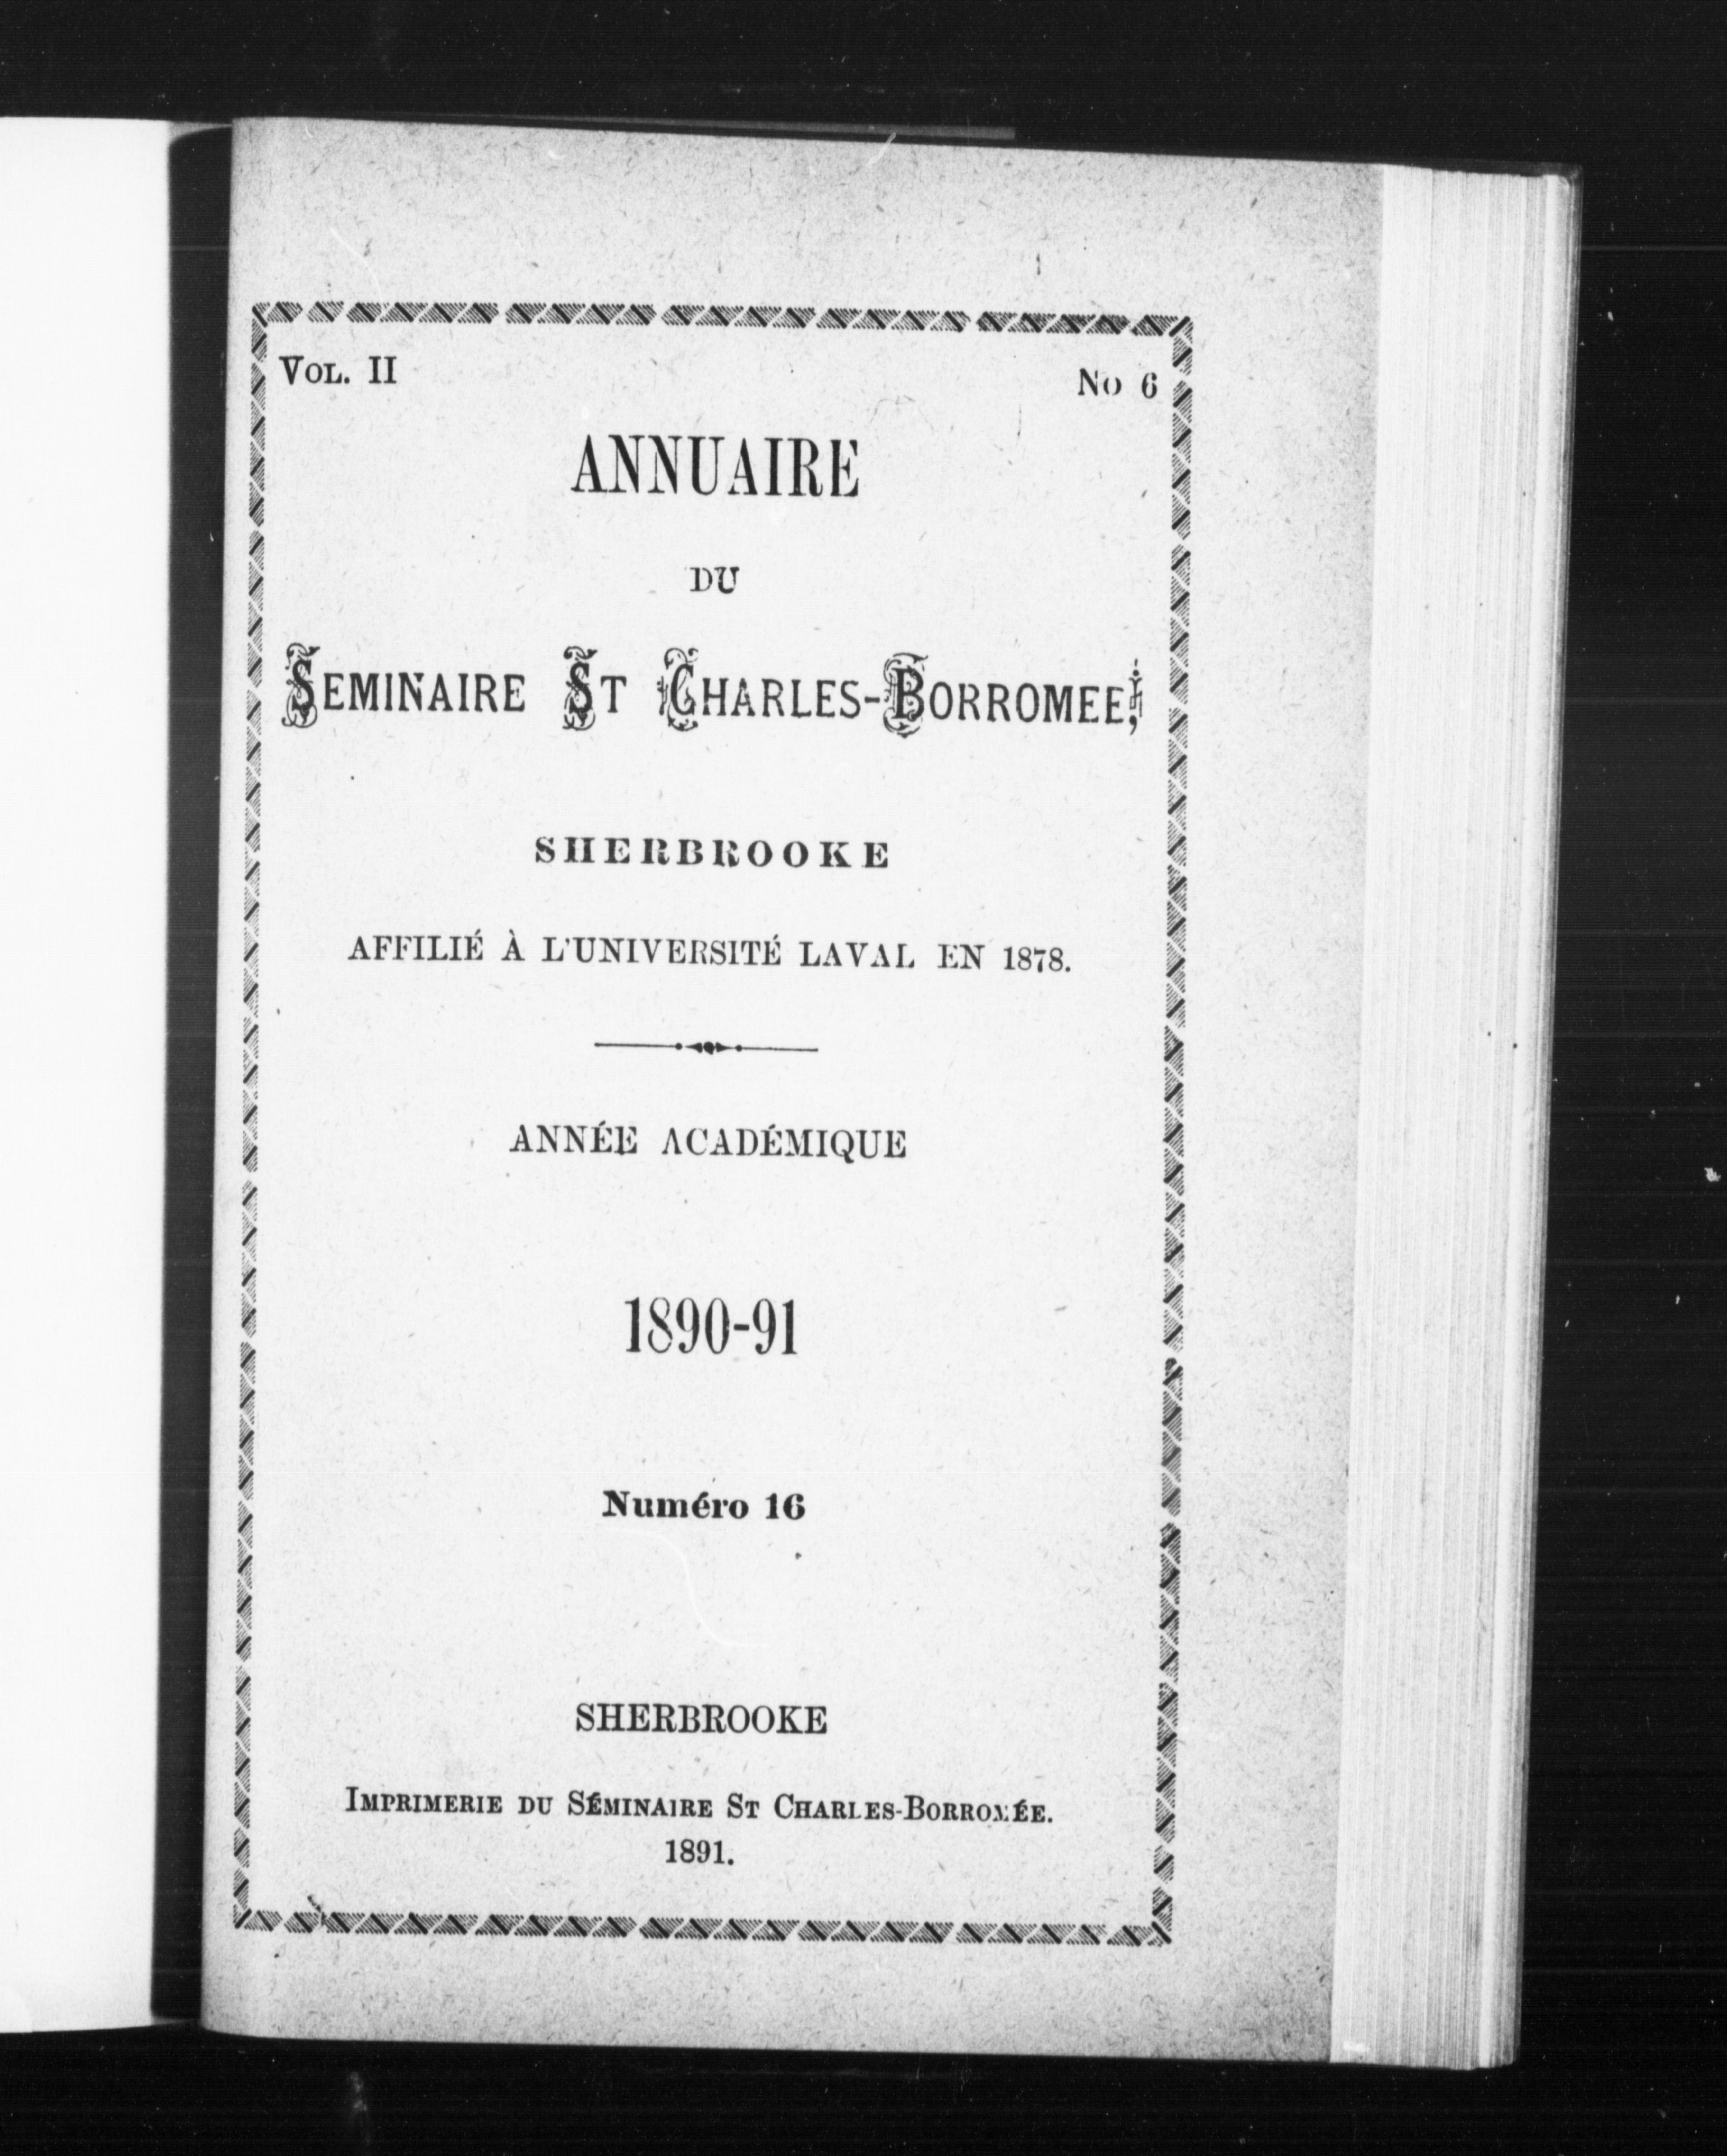 VOL. II
No 6
ANNUAIRE
DU
SEMINAIRE ST CHARLES-BORROMEE,
SHERBROOKE
AFFILIÉ À L'UNIVERSITÉ LAVAL EN 1878.
ANNÉE ACADÉMIQUE
1890-91
Numéro 16
SHERBROOKE
IMPRIMERIE DU SÉMINAIRE ST CHARLES-BORROMÉE.
1891.